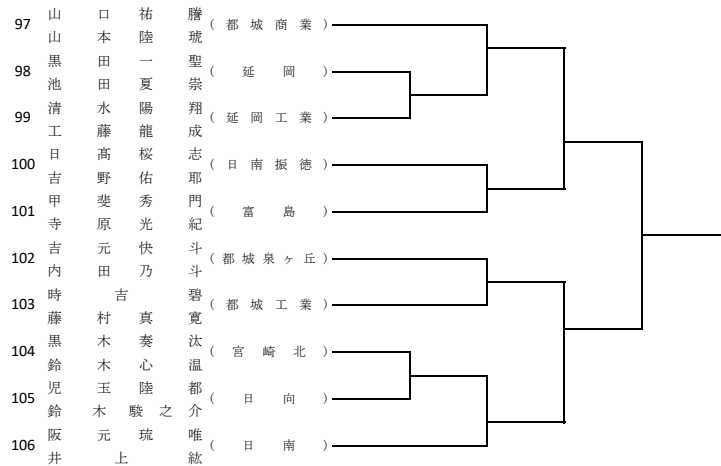 山口祐謄
97 (都城商業)
山本陸琥
黒田一聖
98 (延岡)
池田夏崇
清水陽翔
99 (延岡工業)
工藤龍成
日髙桜志
100 (日南振徳)
吉野佑耶
甲斐秀門
101 (富島)
寺原光紀
吉元快斗
102 (都城泉ヶ丘)
内田乃斗
時吉碧
103 (都城工業)
藤村真寛
黒木奏汰
104 (宮崎北)
鈴木心温
児玉陸都
105 (日向)
鈴木駿之介
阪元琉唯
106 (日南)
井上紘